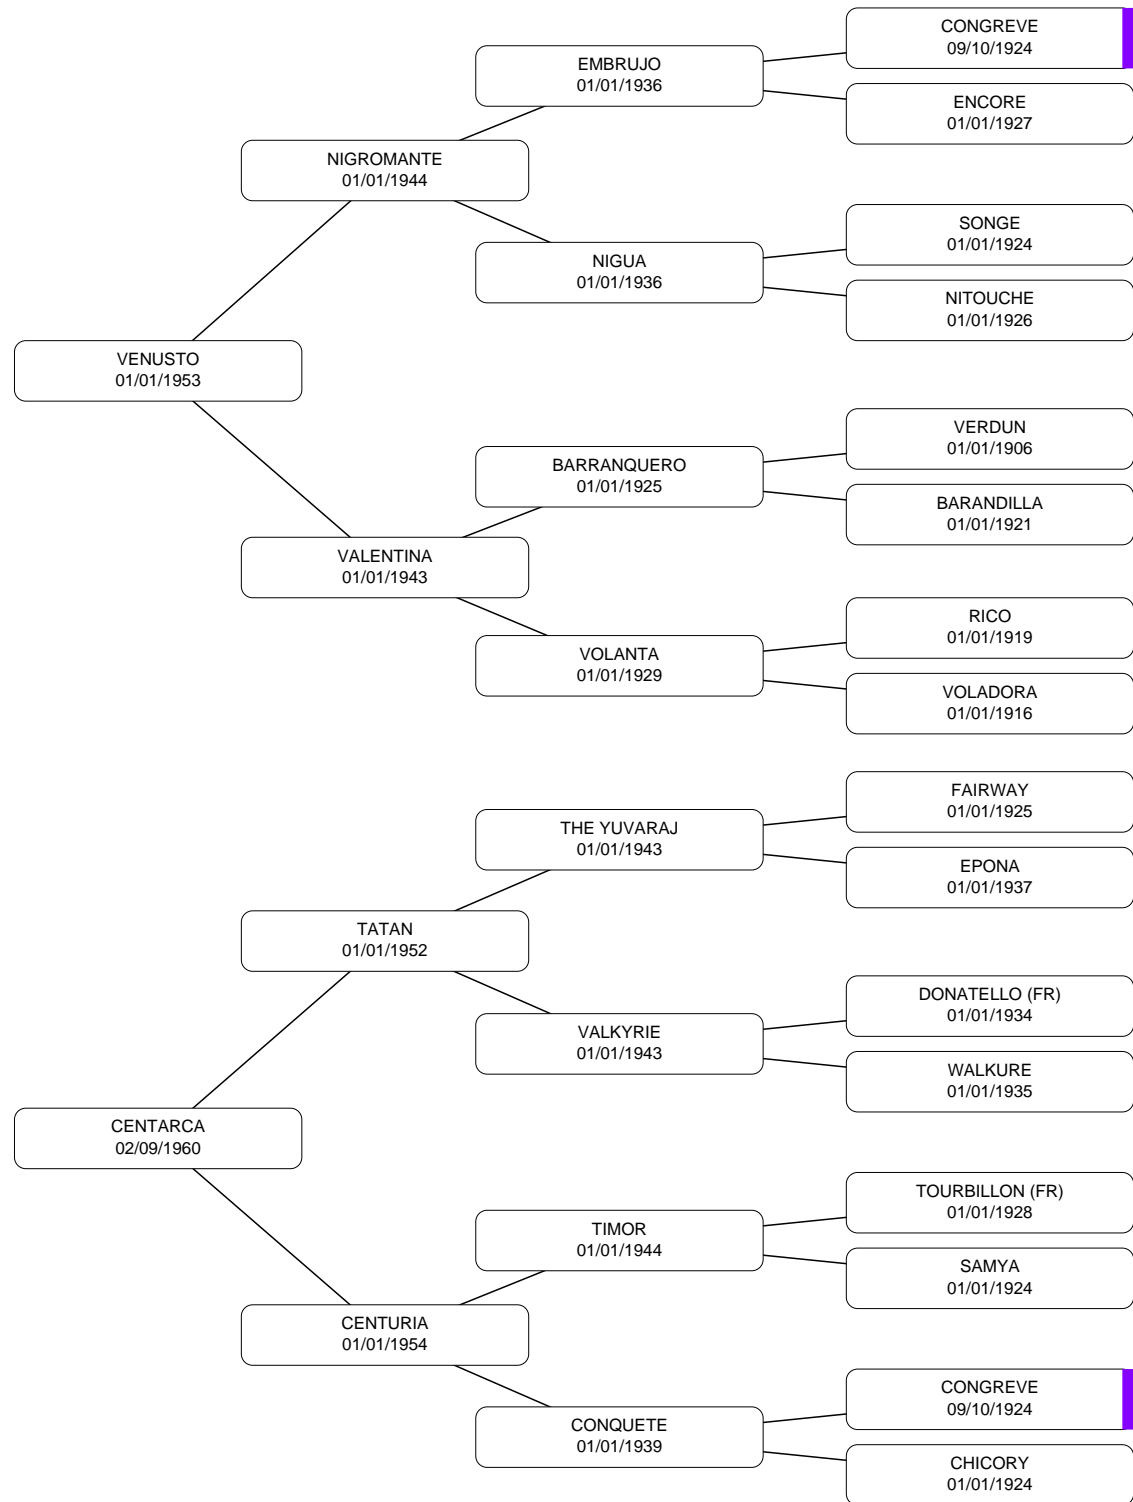 CONGREVE
09/10/1924
EMBRUJO
01/01/1936
ENCORE
01/01/1927
NIGROMANTE
01/01/1944
SONGE
01/01/1924
NIGUA
01/01/1936
NITOUCHE
01/01/1926
VENUSTO
01/01/1953
VERDUN
01/01/1906
BARRANQUERO
01/01/1925
BARANDILLA
01/01/1921
VALENTINA
01/01/1943
RICO
01/01/1919
VOLANTA
01/01/1929
VOLADORA
01/01/1916
FAIRWAY
01/01/1925
THE YUVARAJ
01/01/1943
EPONA
01/01/1937
TATAN
01/01/1952
DONATELLO (FR)
01/01/1934
VALKYRIE
01/01/1943
WALKURE
01/01/1935
CENTARCA
02/09/1960
TOURBILLON (FR)
01/01/1928
TIMOR
01/01/1944
SAMYA
01/01/1924
CENTURIA
01/01/1954
CONGREVE
09/10/1924
CONQUETE
01/01/1939
CHICORY
01/01/1924